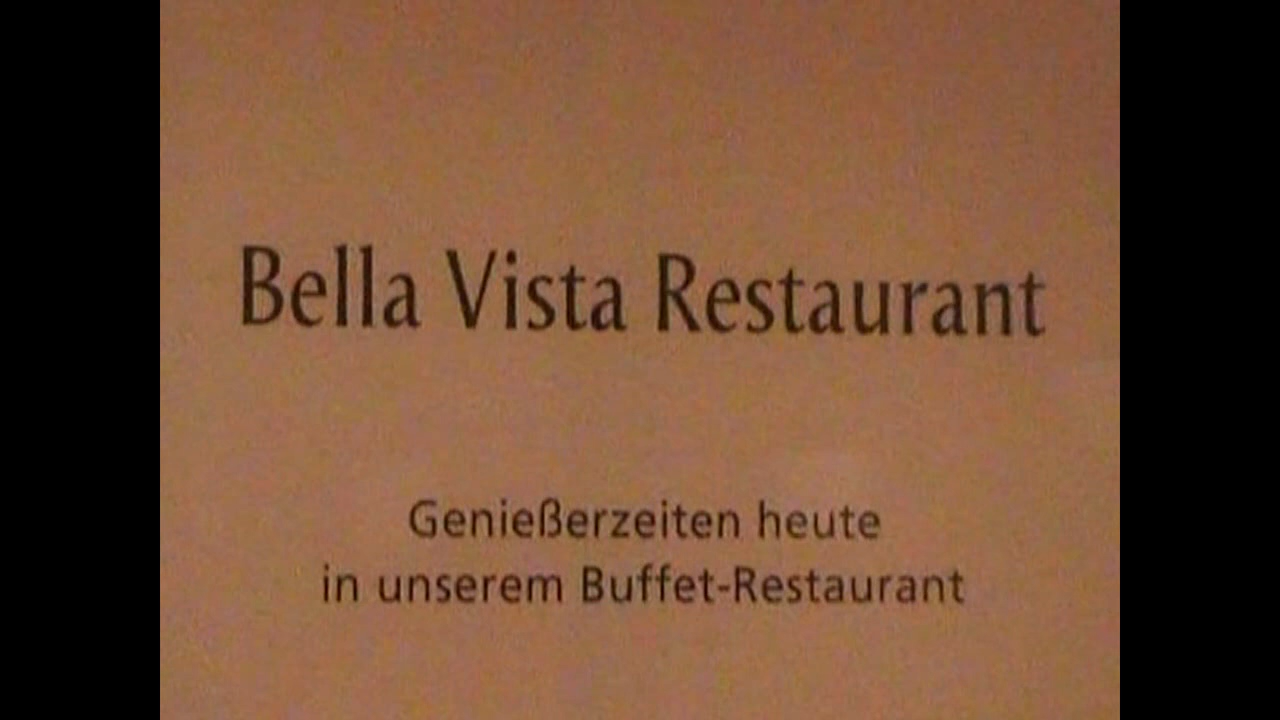 Bella Vista Restaurant
Genießerzeiten heute
in unserem Buffet-Restaurant